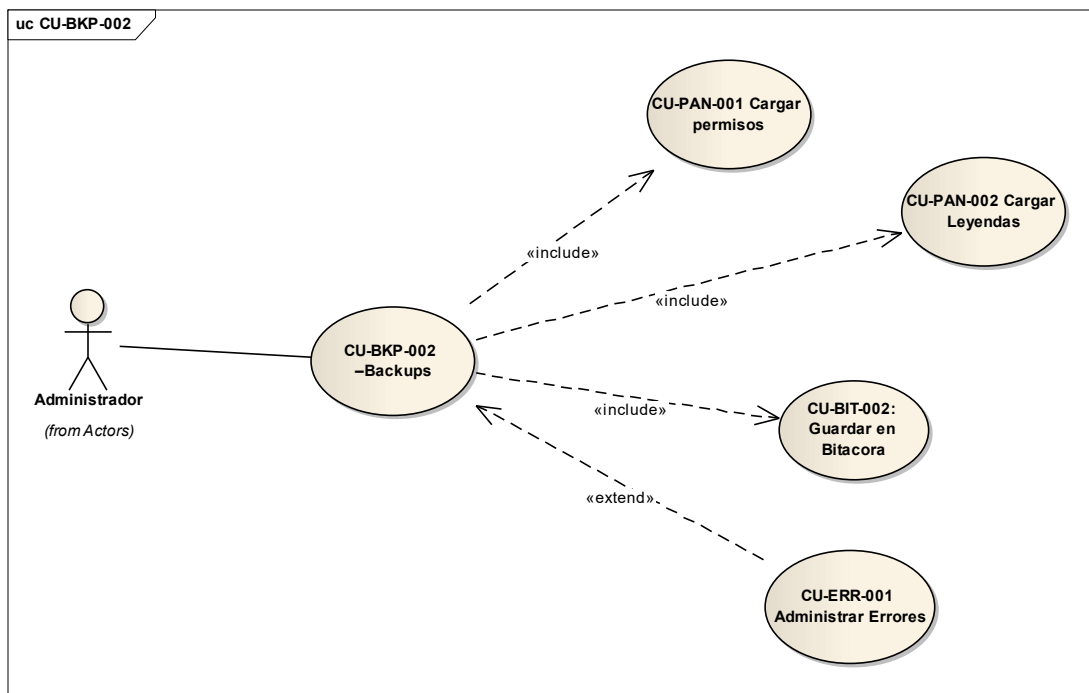 uc CU-BKP-002
CU-PAN-001 Cargar
permisos
CU-PAN-002 Cargar
Leyendas
«include»
«include»
CU-BKP-002
–Backups
Administrador
(from Actors)
«include»
CU-BIT-002:
Guardar en
Bitacora
«extend»
CU-ERR-001
Administrar Errores